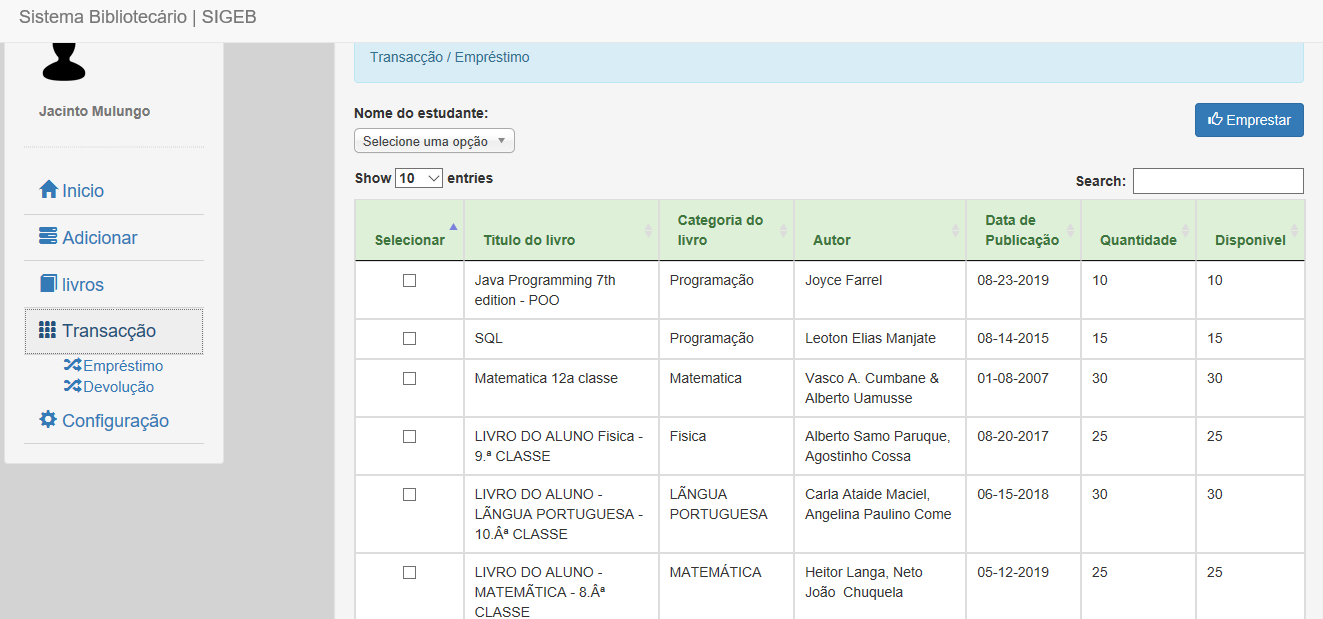 Sistema Bibliotecário | SIGEB
Jacinto Mulungo
Inicio
Adicionar
livros
Transacção
Empréstimo
Devolução
Configuração
Transacção / Empréstimo
Nome do estudante:
Selecione uma opção
Emprestar
Show 10 entries
Search:
Selecionar Titulo do livro Categoria do livro Autor Data de Publicação Quantidade Disponivel
Java Programming 7th edition - POO Programação Joyce Farrel 08-23-2019 10 10
SQL Programação Leoton Elias Manjate 08-14-2015 15 15
Matematica 12a classe Matematica Vasco A. Cumbane & Alberto Uamusse 01-08-2007 30 30
LIVRO DO ALUNO Fisica - 9.ª CLASSE Fisica Alberto Samo Paruque, Agostinho Cossa 08-20-2017 25 25
LIVRO DO ALUNO - LÃNGUA PORTUGUESA - 10.Âª CLASSE LÃNGUA PORTUGUESA Carla Ataide Maciel, Angelina Paulino Come 06-15-2018 30 30
LIVRO DO ALUNO - MATEMÃTICA - 8.Âª CLASSE MATEMÁTICA Heitor Langa, Neto João Chuquela 05-12-2019 25 25